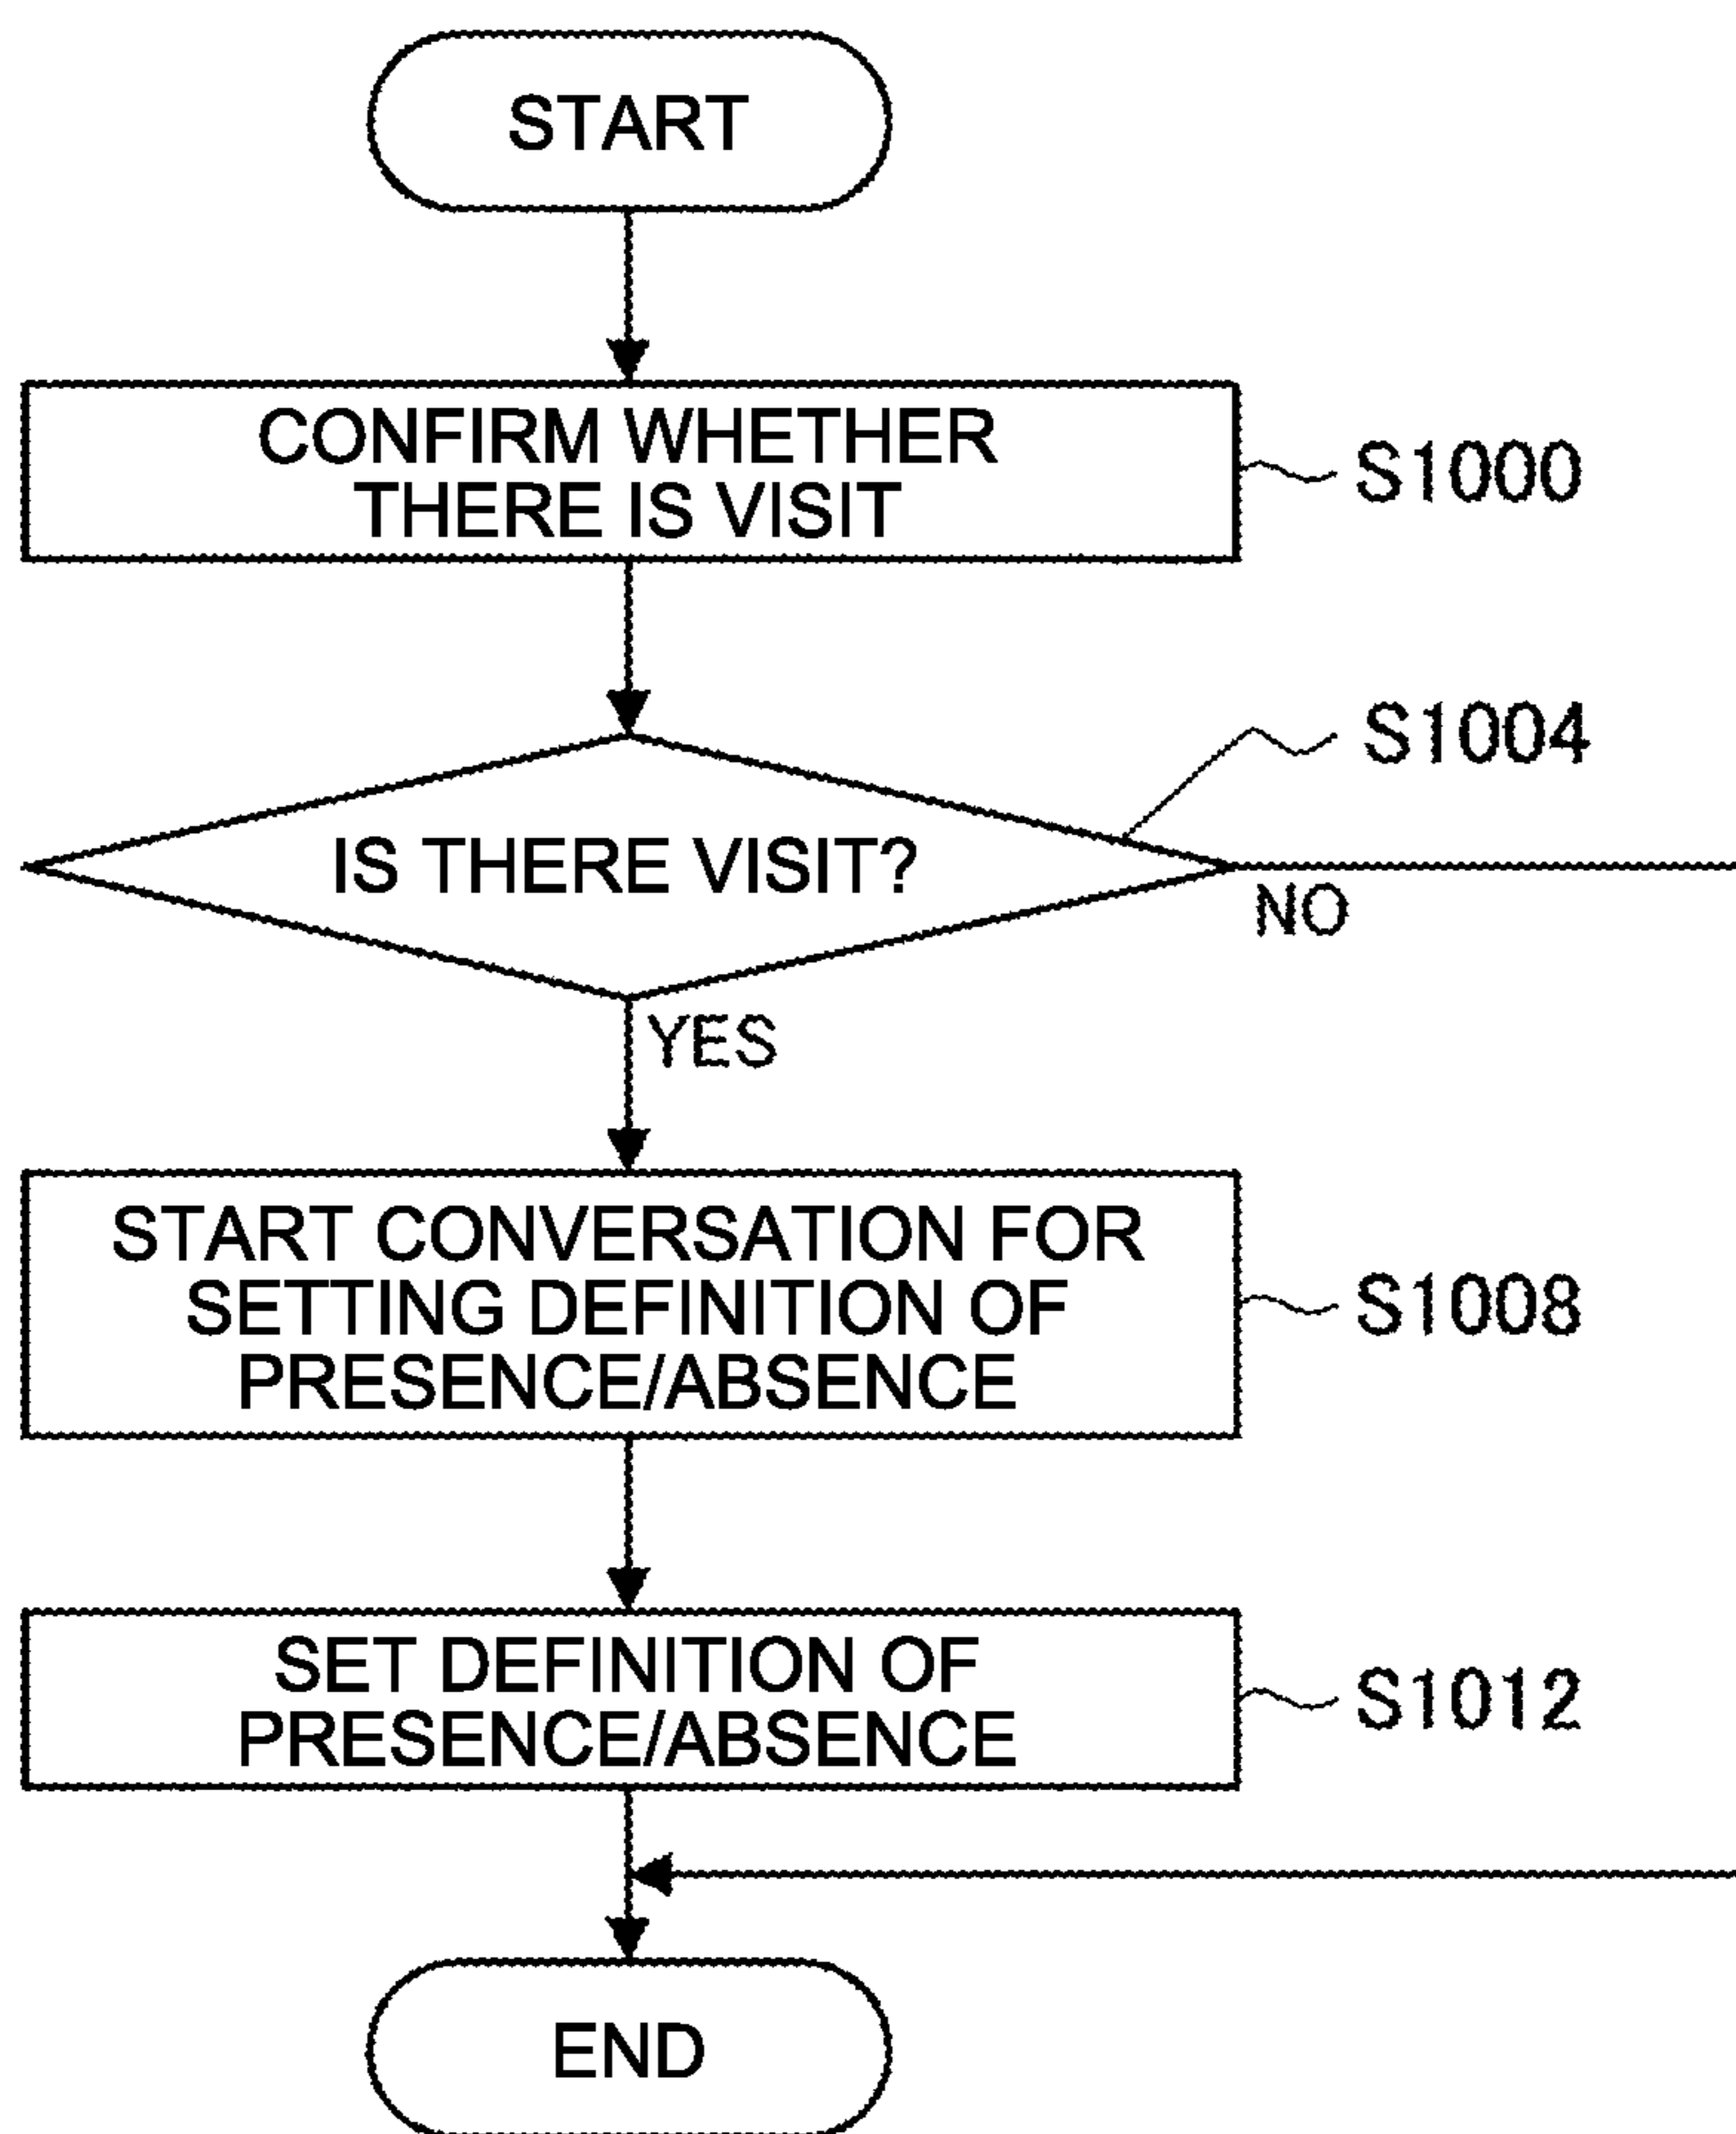 START
CONFIRM WHETHER
THERE IS VISIT
S1000
S1004
IS THERE VISIT?
NO
YES
START CONVERSATION FOR
SETTING DEFINITION OF
PRESENCE/ABSENCE
S1008
SET DEFINITION OF
PRESENCE/ABSENCE
S1012
END